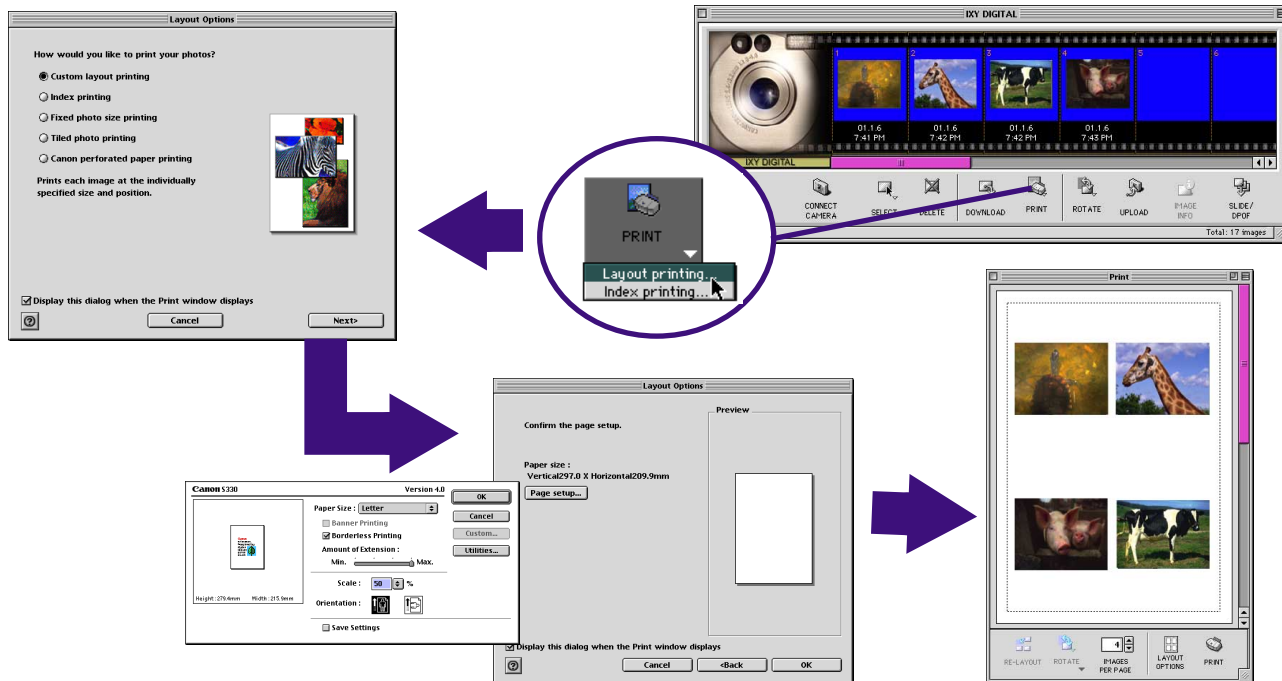 Layout Options
How would you like to print your photos?
Custom layout printing
Index printing
Fixed photo size printing
Tiled photo printing
Canon perforated paper printing
Prints each image at the individually
specified size and position.
Display this dialog when the Print window displays
Cancel
Next>
IXY DIGITAL
1 2 3 4 5 6
01.1.6 01.1.6 01.1.6 01.1.6
7:41 PM 7:42 PM 7:42 PM 7:43 PM
IXY DIGITAL
CONNECT CAMERA
SELECT
DELETE
DOWNLOAD
PRINT
ROTATE
UPLOAD
IMAGE INFO
SLIDE/ DPOF
Total: 17 images
PRINT
Layout printing...
Index printing...
Layout Options
Confirm the page setup.
Paper size :
Vertical297.0 X Horizontal209.9mm
Page setup...
Preview
Display this dialog when the Print window displays
Cancel
<Back
OK
Canon S330
Version 4.0
Paper Size : Letter
Banner Printing
Borderless Printing
Amount of Extension :
Min. Max.
Scale : 50 %
Orientation :
Save Settings
Height: 279.4mm Width: 215.9mm
OK
Cancel
Custom...
Utilities...
Print
RE-LAYOUT
ROTATE
4
IMAGES PER PAGE
LAYOUT OPTIONS
PRINT